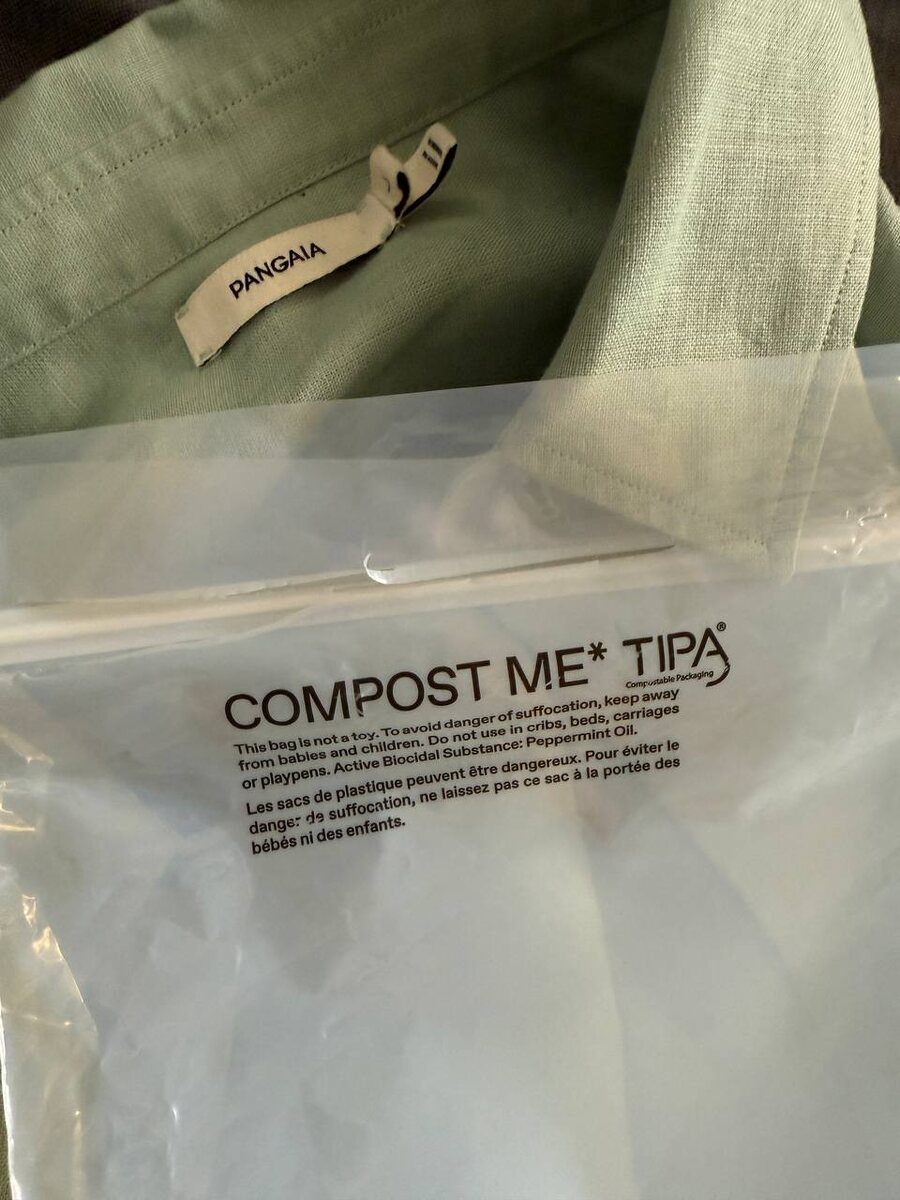 PANGAIA
COMPOST ME* TIPA®
Compostable Packaging
This bag is not a toy. To avoid danger of suffocation, keep away
from babies and children. Do not use in cribs, beds, carriages
or playpens. Active Biocidal Substance: Peppermint Oil.
Les sacs de plastique peuvent être dangereux. Pour éviter le
danger de suffocation, ne laissez pas ce sac à la portée des
bébés ni des enfants.